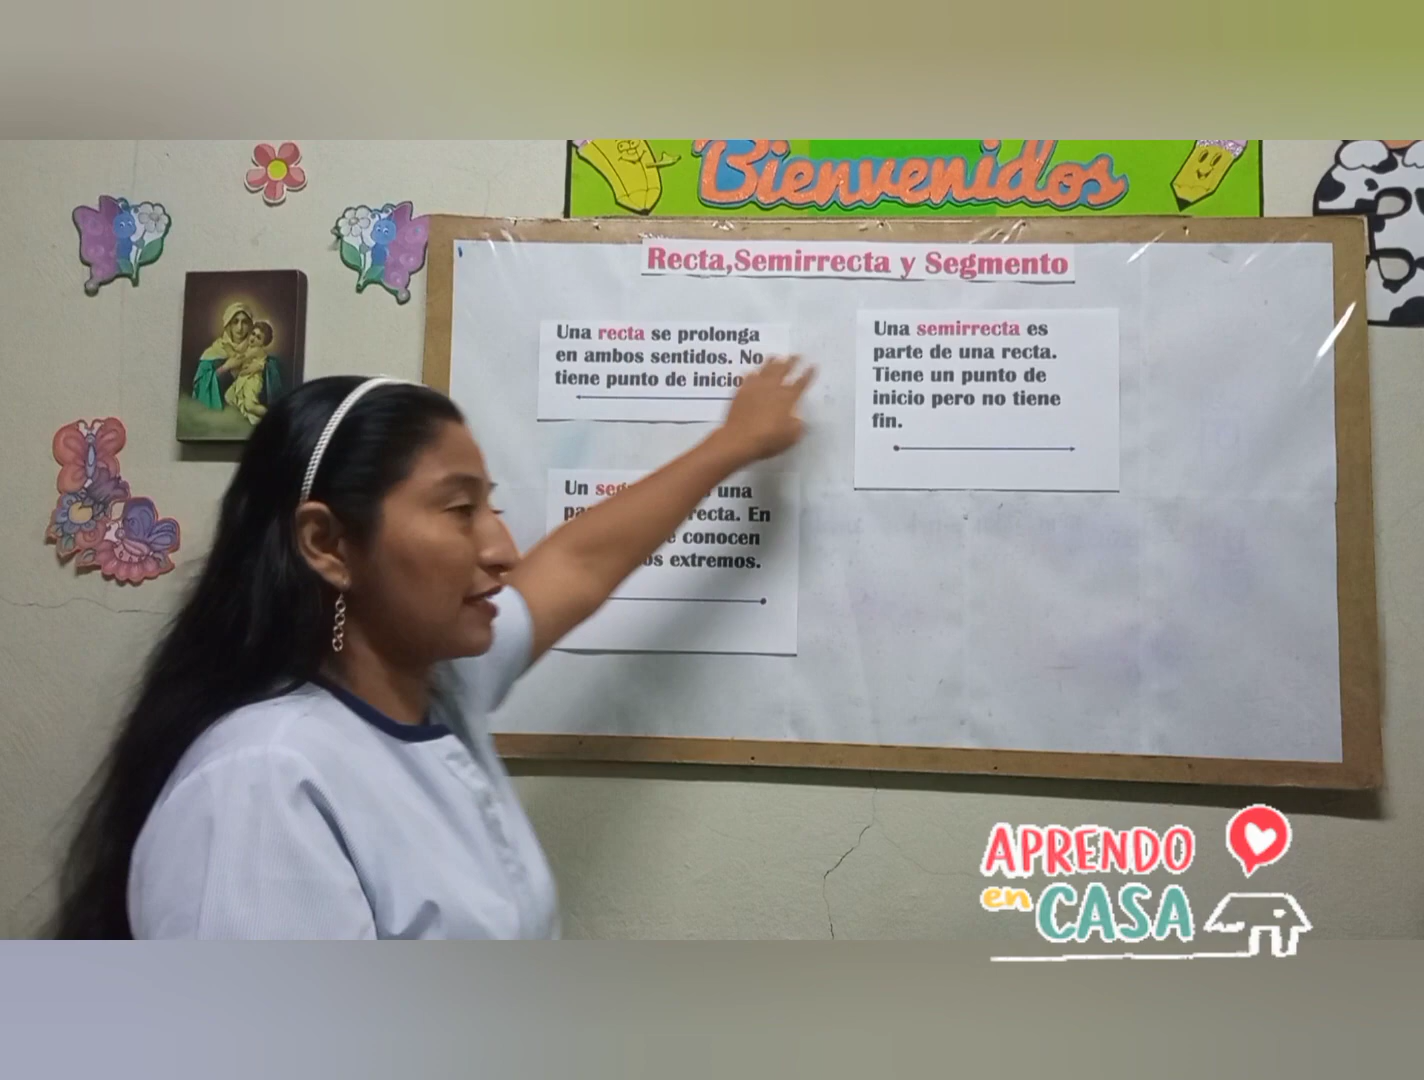 Bienvenidos
Recta,Semirrecta y Segmento
Una recta se prolonga
en ambos sentidos. No
tiene punto de inicio
Una semirrecta es
parte de una recta.
Tiene un punto de
inicio pero no tiene
fin.
Un una
recta. En
conocen
extremos.
APRENDO
en CASA